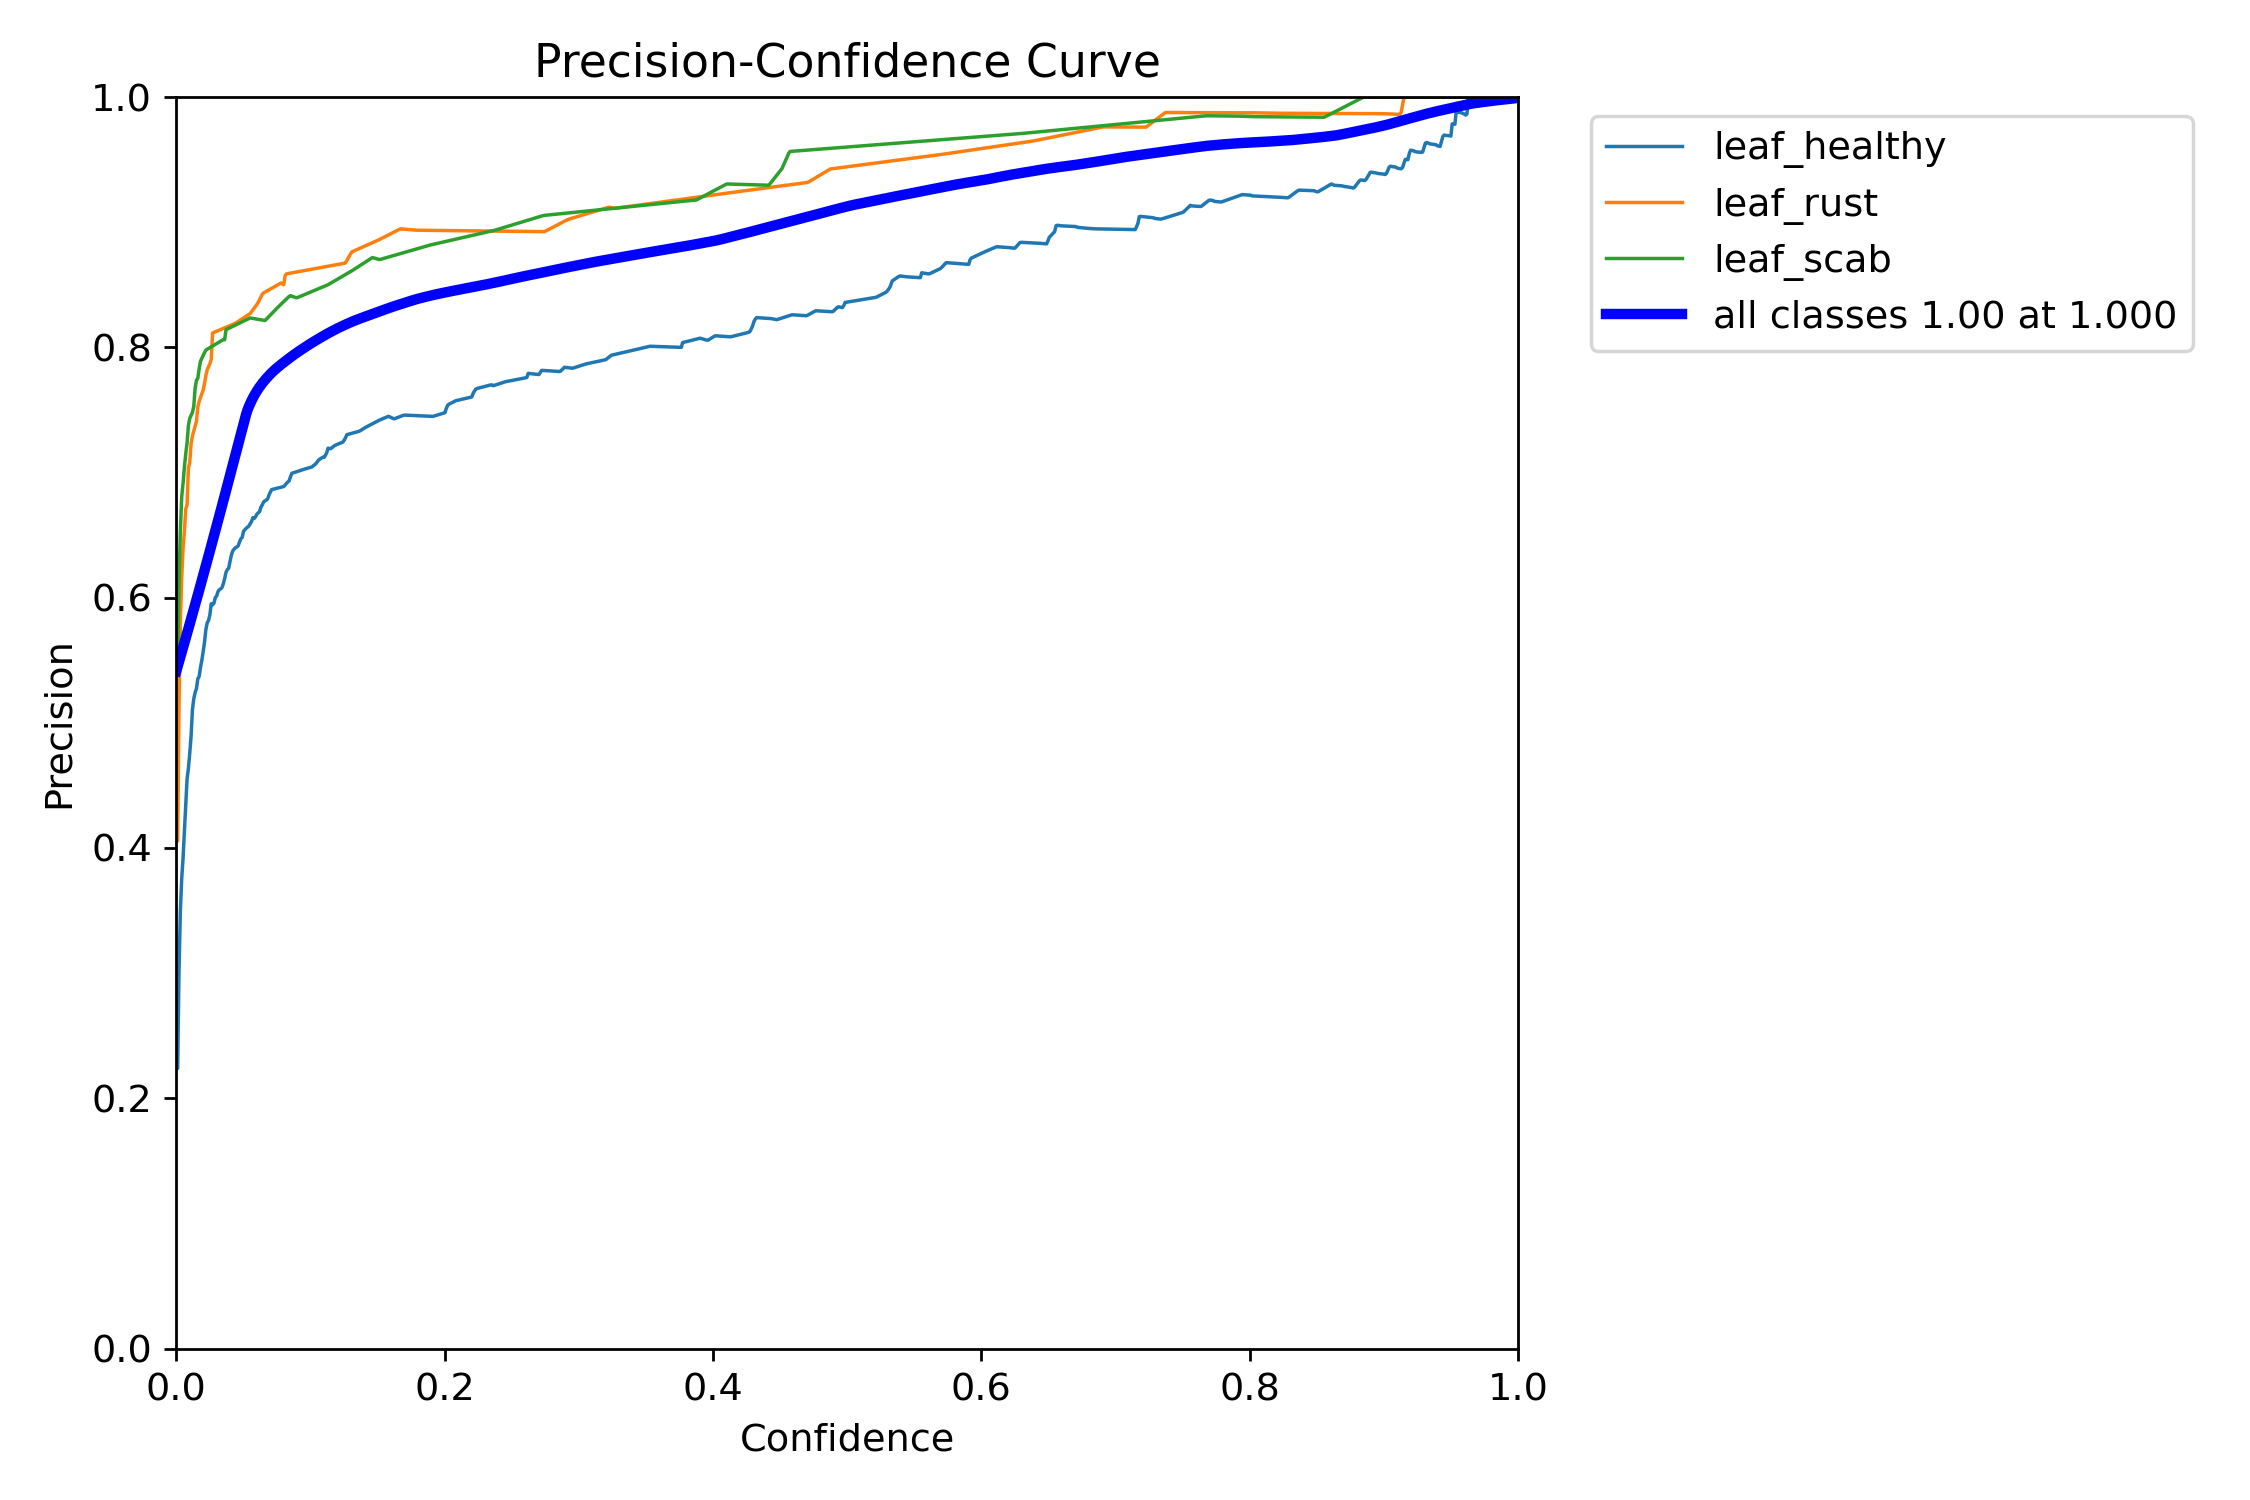 Precision-Confidence Curve
1.0
0.8
0.6
0.4
0.2
0.0
Precision
0.0 0.2 0.4 0.6 0.8 1.0
Confidence
leaf_healthy
leaf_rust
leaf_scab
all classes 1.00 at 1.000